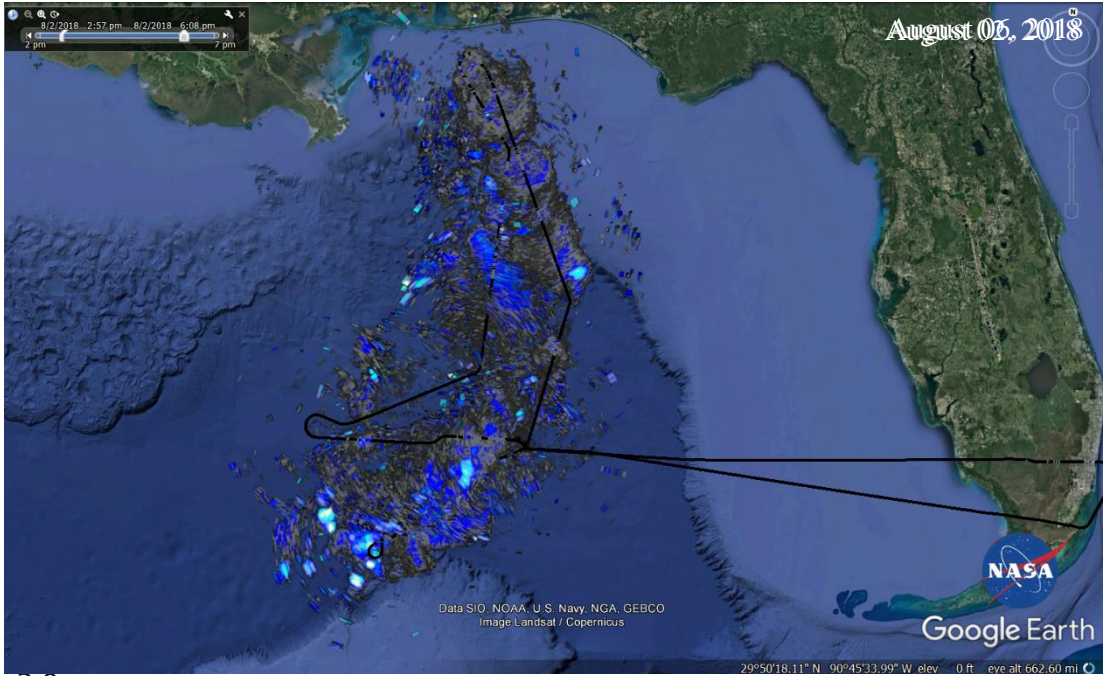 8/2/2018 2:57 pm 8/2/2018 6:08 pm
2 pm 7 pm
August 2018
N
NASA
Data SIO, NOAA, U.S. Navy, NGA, GEBCO
Image Landsat / Copernicus
Google Earth
29°50'18.11" N 90°45'33.99" W elev 0 ft eye alt 662.60 mi